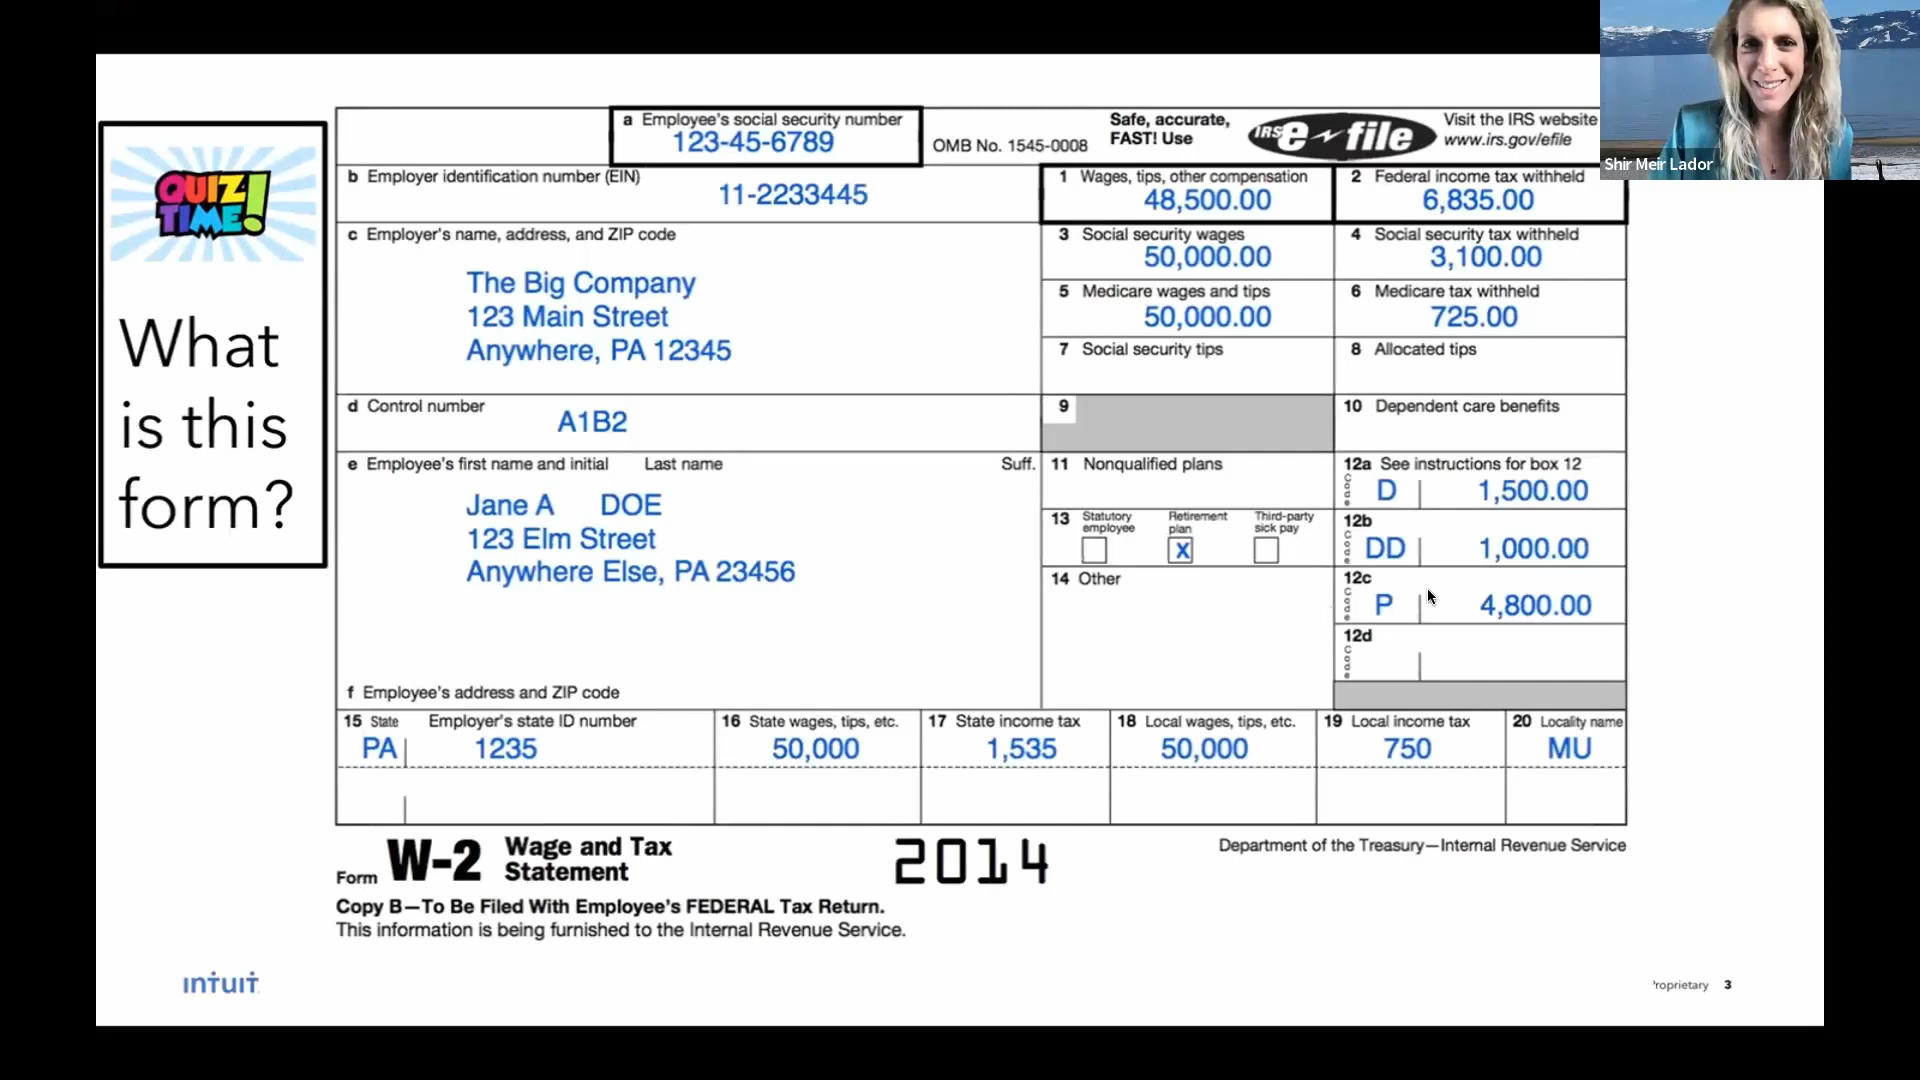 QUIZ
TIME!
What
is this
form?
a Employee's social security number
123-45-6789
OMB No. 1545-0008
Safe, accurate,
FAST! Use
IRS e file
Visit the IRS website
www.irs.gov/efile
Shir Meir Lador
b Employer identification number (EIN)
11-2233445
1 Wages, tips, other compensation
48,500.00
2 Federal income tax withheld
6,835.00
c Employer's name, address, and ZIP code
The Big Company
123 Main Street
Anywhere, PA 12345
3 Social security wages
50,000.00
4 Social security tax withheld
3,100.00
5 Medicare wages and tips
50,000.00
6 Medicare tax withheld
725.00
7 Social security tips
8 Allocated tips
d Control number
A1B2
9
10 Dependent care benefits
e Employee's first name and initial Last name Suff.
Jane A DOE
123 Elm Street
Anywhere Else, PA 23456
11 Nonqualified plans
12a See instructions for box 12
Code D 1,500.00
13 Statutory employee Retirement plan Third-party sick pay
X
12b
Code DD 1,000.00
14 Other
12c
Code P 4,800.00
12d
Code
f Employee's address and ZIP code
15 State Employer's state ID number
PA 1235
16 State wages, tips, etc.
50,000
17 State income tax
1,535
18 Local wages, tips, etc.
50,000
19 Local income tax
750
20 Locality name
MU
Form W-2 Wage and Tax
Statement
2014
Department of the Treasury—Internal Revenue Service
Copy B—To Be Filed With Employee's FEDERAL Tax Return.
This information is being furnished to the Internal Revenue Service.
INTUIT
roprietary 3